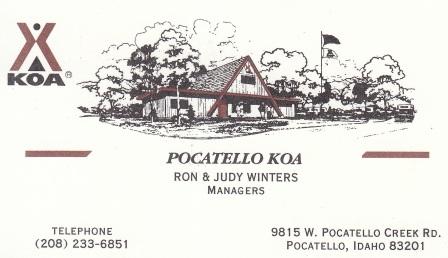 KOA®
POCATELLO KOA
RON & JUDY WINTERS
MANAGERS
TELEPHONE
(208) 233-6851
9815 W. POCATELLO CREEK RD.
POCATELLO, IDAHO 83201